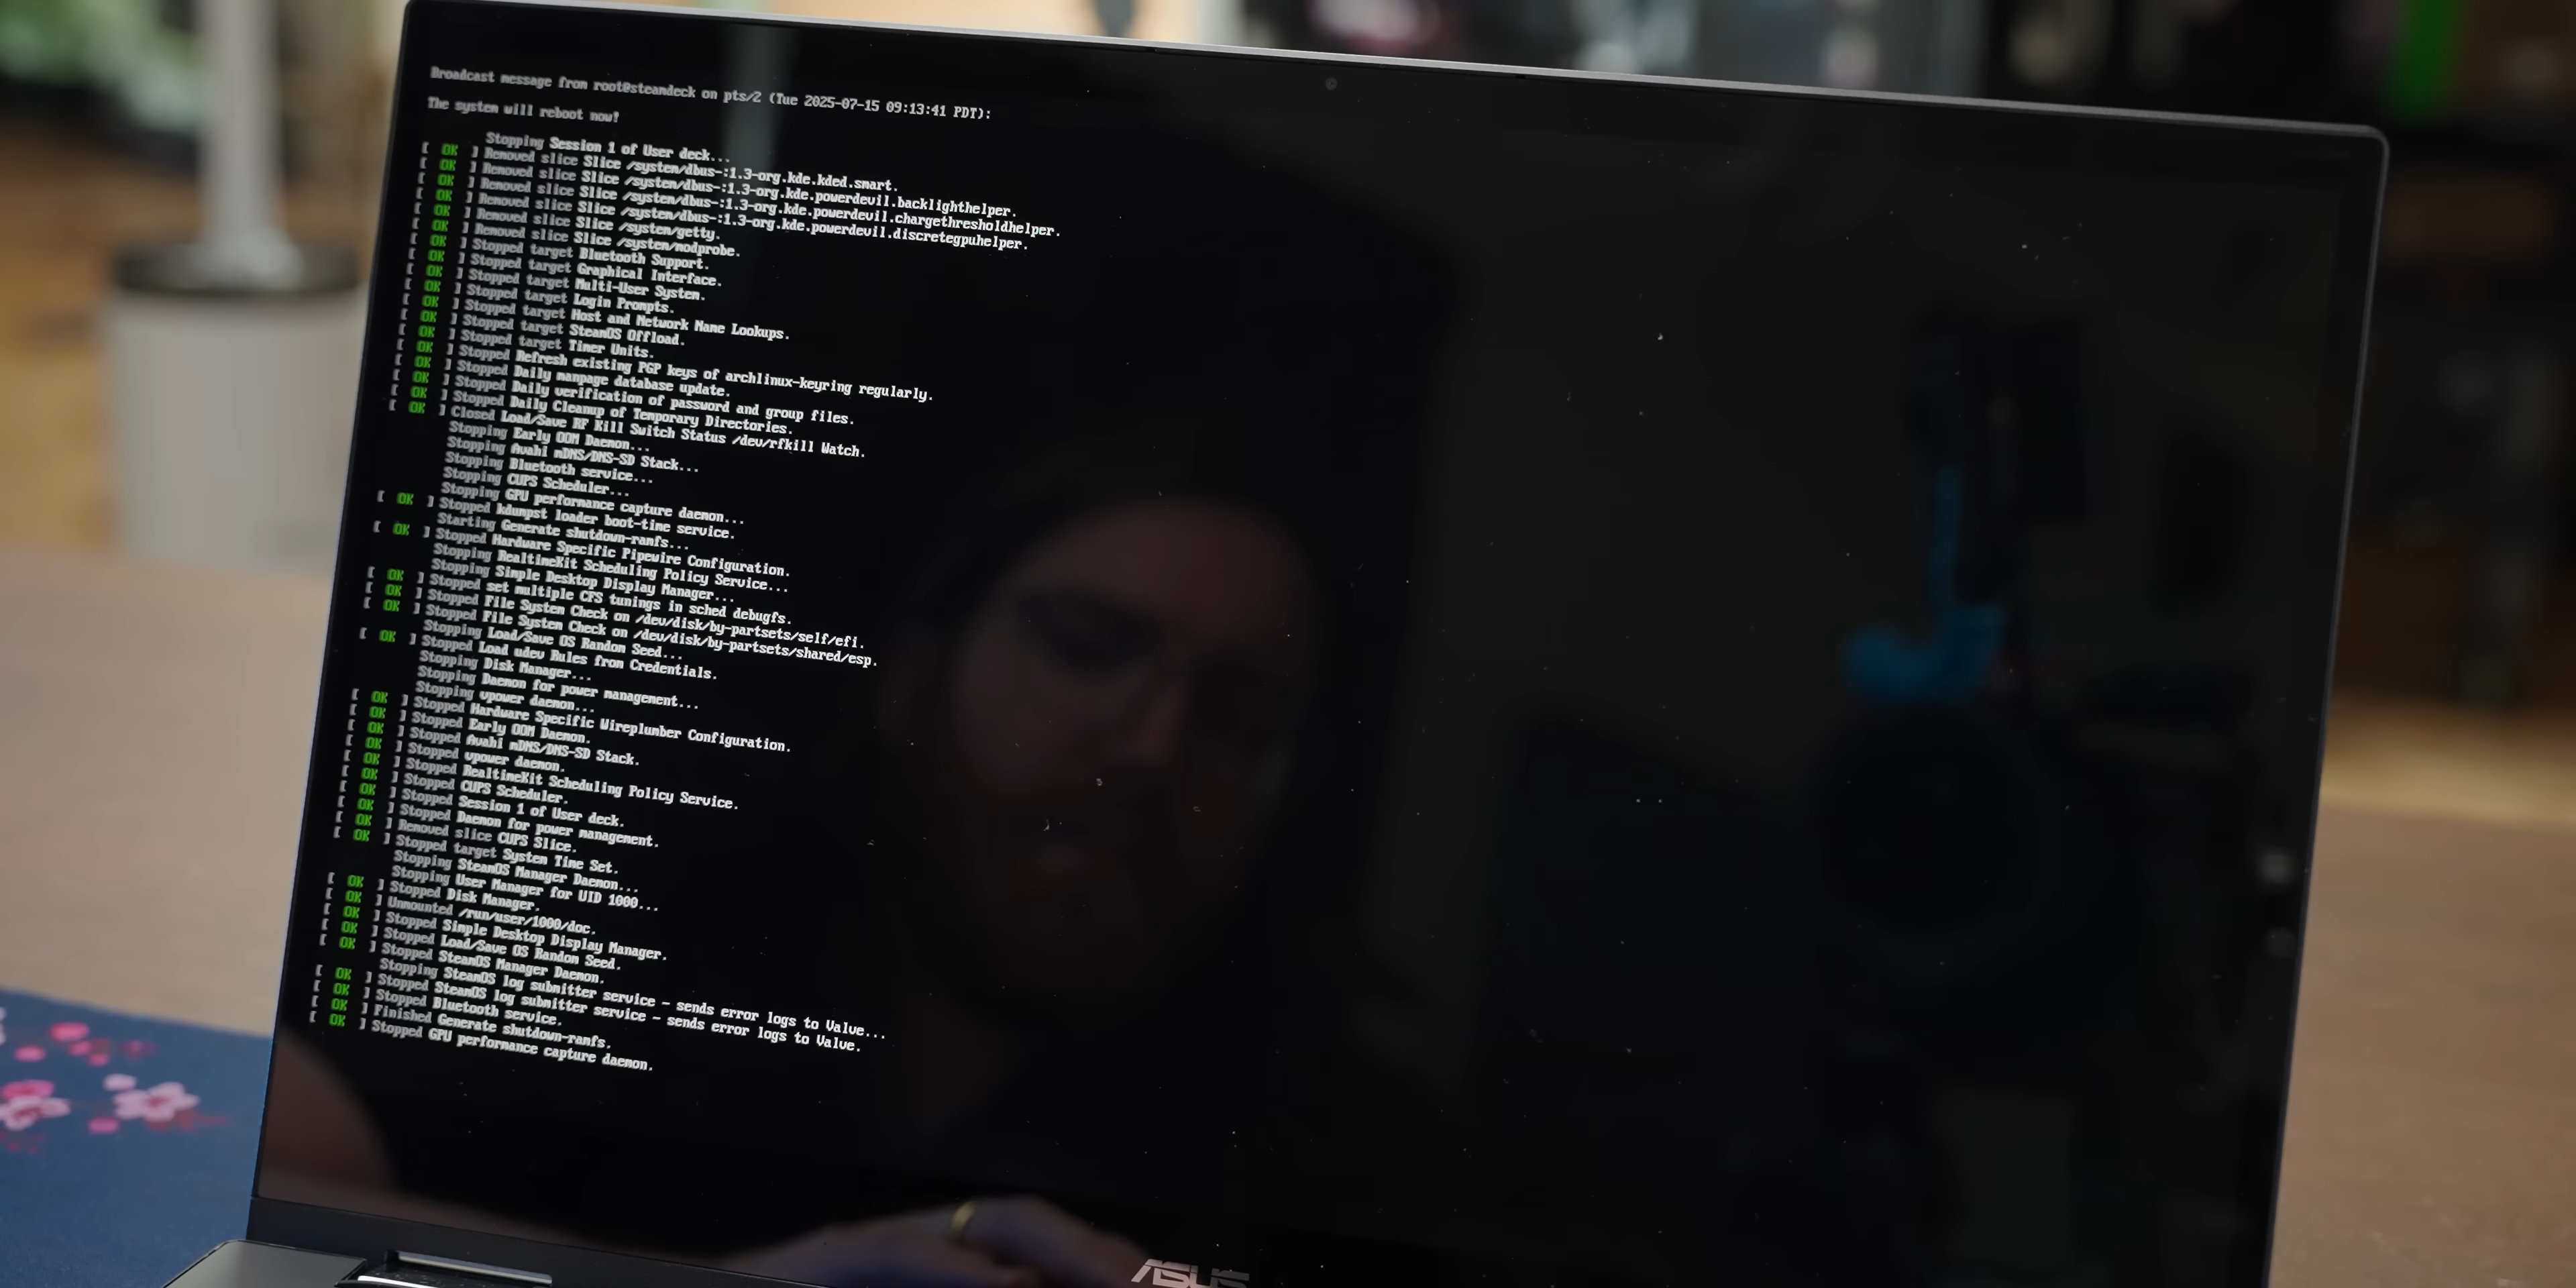 Broadcast message from root@steamdeck on pts/2 (Tue 2025-07-15 09:13:41 PDT):
The system will reboot now!
Stopping Session 1 of User deck...
[ OK ] Removed slice Slice /system/dbus-:1.3-org.kde.kded.smart.
[ OK ] Removed slice Slice /system/dbus-:1.3-org.kde.powerdevil.backlighthelper.
[ OK ] Removed slice Slice /system/dbus-:1.3-org.kde.powerdevil.chargethresholdhelper.
[ OK ] Removed slice Slice /system/dbus-:1.3-org.kde.powerdevil.discretegpuhelper.
[ OK ] Removed slice Slice /system/getty.
[ OK ] Removed slice Slice /system/modprobe.
[ OK ] Stopped target Bluetooth Support.
[ OK ] Stopped target Graphical Interface.
[ OK ] Stopped target Multi-User System.
[ OK ] Stopped target Login Prompts.
[ OK ] Stopped target Host and Network Name Lookups.
[ OK ] Stopped target SteamOS Offload.
[ OK ] Stopped target Timer Units.
[ OK ] Stopped Refresh existing PGP keys of archlinux-keyring regularly.
[ OK ] Stopped Daily manpage database update.
[ OK ] Stopped Daily verification of password and group files.
[ OK ] Stopped Daily Cleanup of Temporary Directories.
[ OK ] Closed Load/Save RF Kill Switch Status /dev/rfkill Watch.
Stopping Early OOM Daemon...
Stopping Avahi mDNS/DNS-SD Stack...
Stopping Bluetooth service...
Stopping CUPS Scheduler...
Stopping GPU performance capture daemon...
[ OK ] Stopped kdumpst loader boot-time service.
Starting Generate shutdown-ramfs...
[ OK ] Stopped Hardware Specific Pipewire Configuration.
Stopping RealtimeKit Scheduling Policy Service...
Stopping Simple Desktop Display Manager...
[ OK ] Stopped set multiple CFS tunings in sched debugfs.
[ OK ] Stopped File System Check on /dev/disk/by-partsets/self/efi.
[ OK ] Stopped File System Check on /dev/disk/by-partsets/shared/esp.
Stopping Load/Save OS Random Seed...
[ OK ] Stopped Load udev Rules from Credentials.
Stopping Disk Manager...
Stopping Daemon for power management...
Stopping vpower daemon...
[ OK ] Stopped Hardware Specific Wireplumber Configuration.
[ OK ] Stopped Early OOM Daemon.
[ OK ] Stopped Avahi mDNS/DNS-SD Stack.
[ OK ] Stopped vpower daemon.
[ OK ] Stopped RealtimeKit Scheduling Policy Service.
[ OK ] Stopped CUPS Scheduler.
[ OK ] Stopped Session 1 of User deck.
[ OK ] Stopped Daemon for power management.
[ OK ] Removed slice CUPS Slice.
[ OK ] Stopped target System Time Set.
Stopping SteamOS Manager Daemon...
Stopping User Manager for UID 1000...
[ OK ] Stopped Disk Manager.
[ OK ] Unmounted /run/user/1000/doc.
[ OK ] Stopped Simple Desktop Display Manager.
[ OK ] Stopped Load/Save OS Random Seed.
[ OK ] Stopped SteamOS Manager Daemon.
Stopping SteamOS log submitter service - sends error logs to Valve...
[ OK ] Stopped SteamOS log submitter service - sends error logs to Valve.
[ OK ] Stopped Bluetooth service.
[ OK ] Finished Generate shutdown-ramfs.
[ OK ] Stopped GPU performance capture daemon.
ASUS